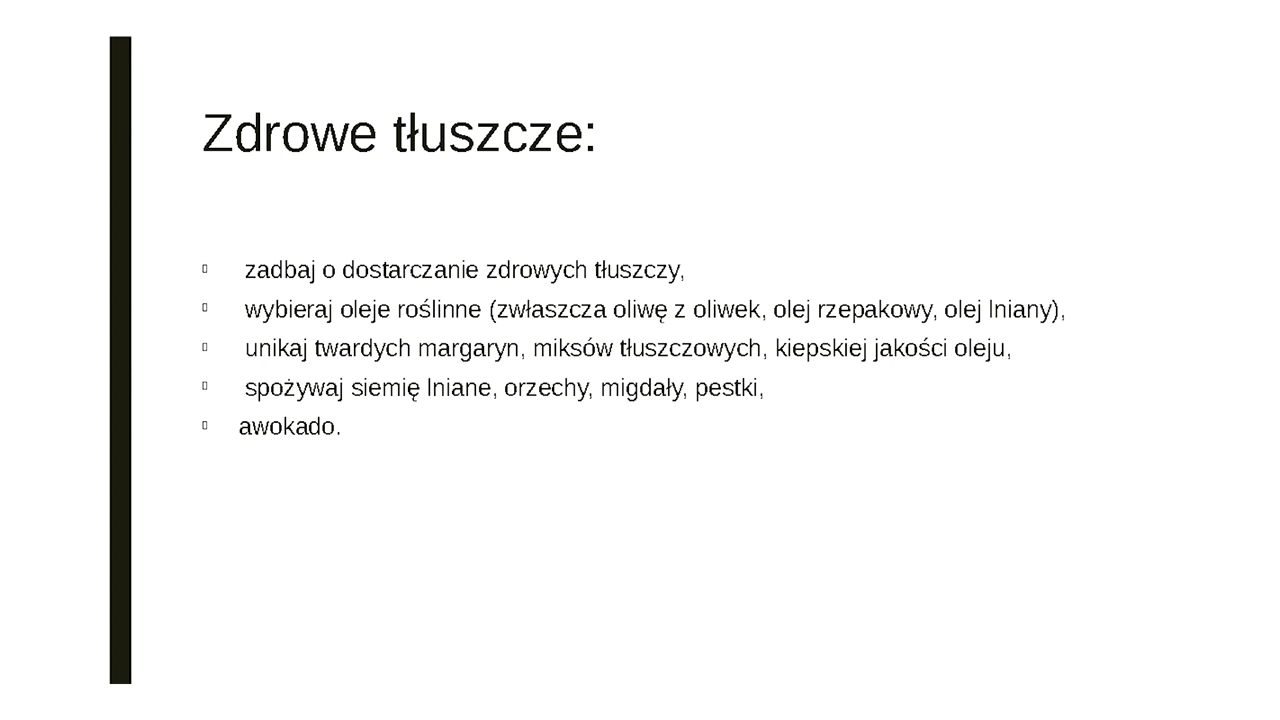 Zdrowe tłuszcze:
zadbaj o dostarczanie zdrowych tłuszczy,
wybieraj oleje roślinne (zwłaszcza oliwę z oliwek, olej rzepakowy, olej lniany),
unikaj twardych margaryn, miksów tłuszczowych, kiepskiej jakości oleju,
spożywaj siemię lniane, orzechy, migdały, pestki,
awokado.